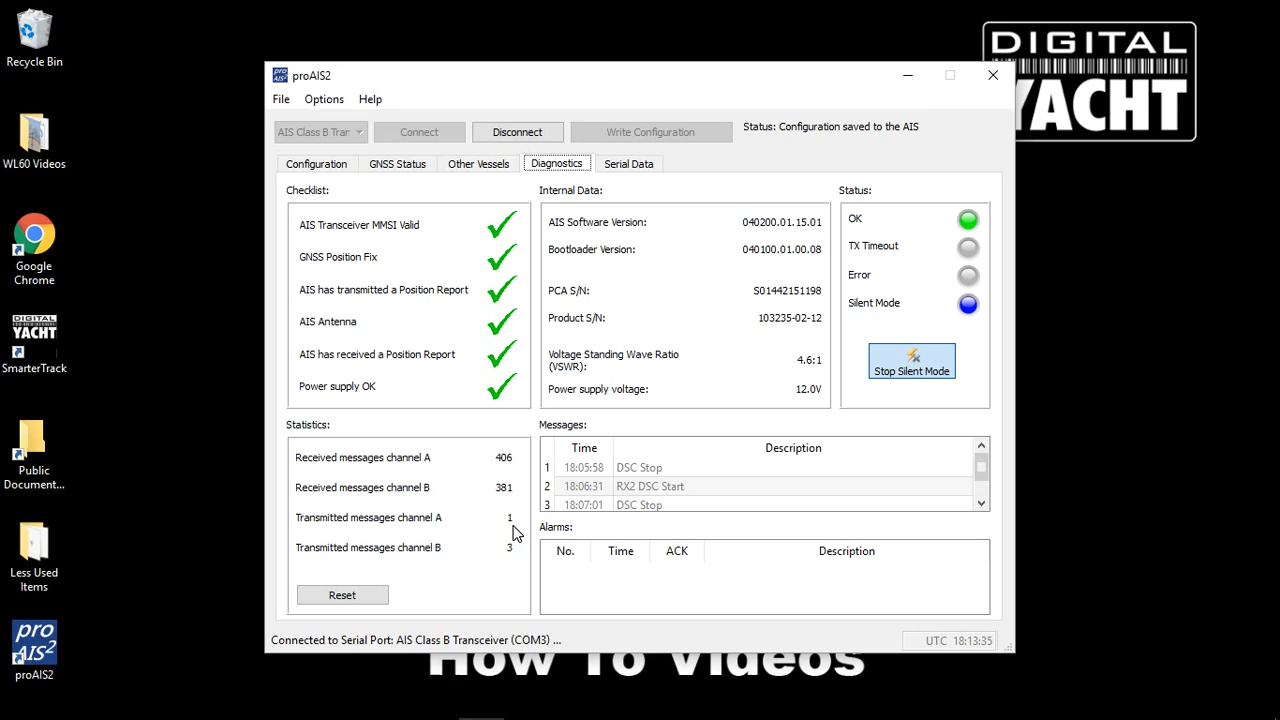 Recycle Bin
WL60 Videos
Google
Chrome
DIGITAL
YACHT
SmarterTrack
Public
Document...
Less Used
Items
pro
AIS2
proAIS2
DIGITAL
YACHT
pro
AIS2
proAIS2
File Options Help
AIS Class B Trar Connect Disconnect Write Configuration Status: Configuration saved to the AIS
Configuration GNSS Status Other Vessels Diagnostics Serial Data
Checklist:
AIS Transceiver MMSI Valid
GNSS Position Fix
AIS has transmitted a Position Report
AIS Antenna
AIS has received a Position Report
Power supply OK
Internal Data:
AIS Software Version: 040200.01.15.01
Bootloader Version: 040100.01.00.08
PCA S/N: S01442151198
Product S/N: 103235-02-12
Voltage Standing Wave Ratio
(VSWR): 4.6:1
Power supply voltage: 12.0V
Status:
OK
TX Timeout
Error
Silent Mode
Stop Silent Mode
Statistics:
Received messages channel A 406
Received messages channel B 381
Transmitted messages channel A 1
Transmitted messages channel B 3
Reset
Messages:
Time Description
1 18:05:58 DSC Stop
2 18:06:31 RX2 DSC Start
3 18:07:01 DSC Stop
Alarms:
No. Time ACK Description
Connected to Serial Port: AIS Class B Transceiver (COM3) ... UTC 18:13:35
How To Videos